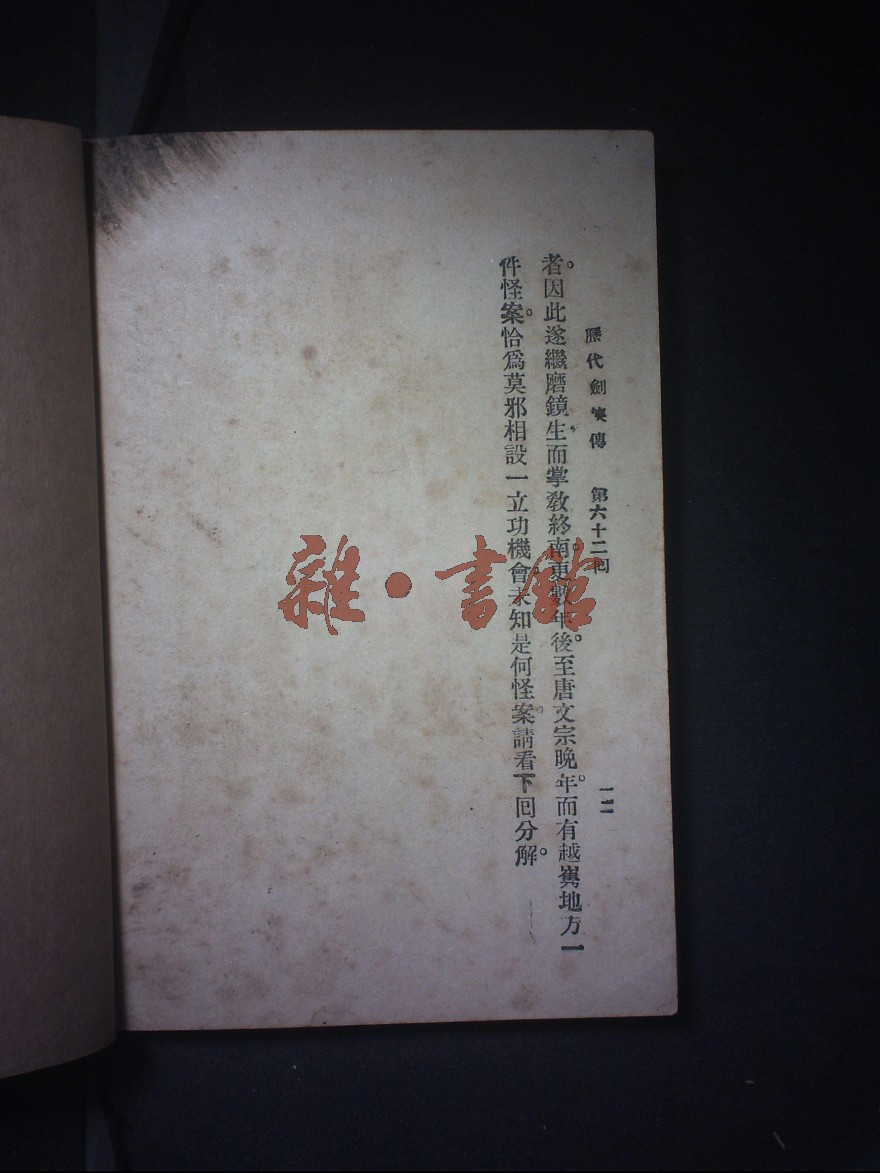 歷代劍俠傳　第六十二回
一二
者。因此遂繼磨鏡生，而掌教終南。更數年後。至唐文宗晚年。而有越嶲地方一
件怪案。恰爲莫邪相設一立功機會。未知是何怪案。請看下回分解。
雜·書館